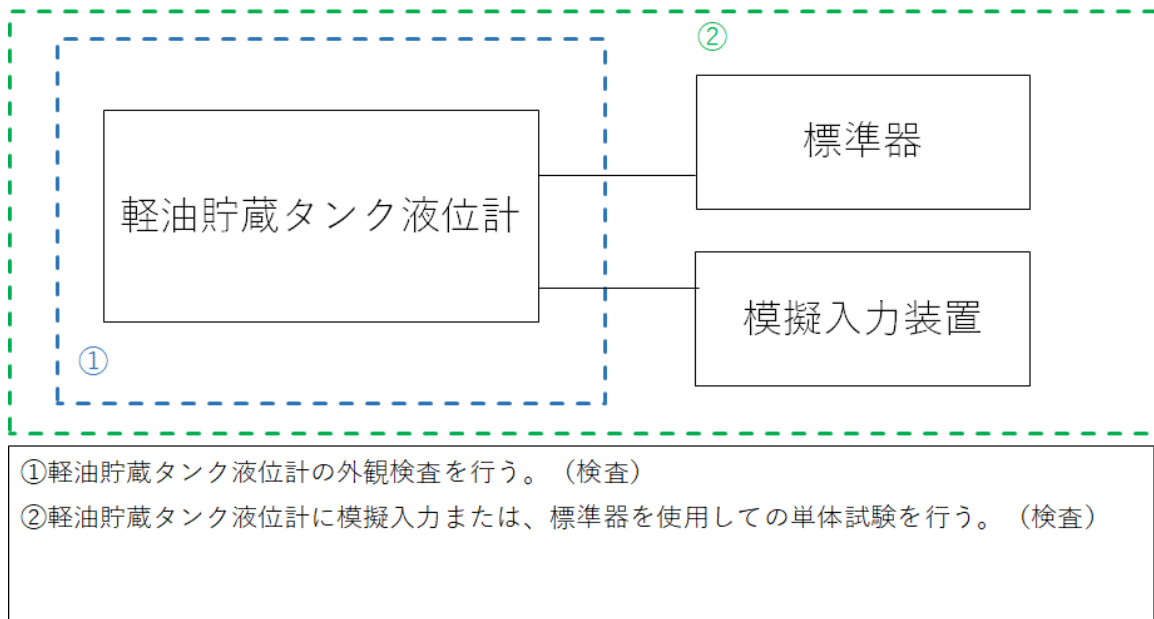 ②
標準器
軽油貯蔵タンク液位計
模擬入力装置
①
①軽油貯蔵タンク液位計の外観検査を行う。（検査）
②軽油貯蔵タンク液位計に模擬入力または、標準器を使用しての単体試験を行う。（検査）